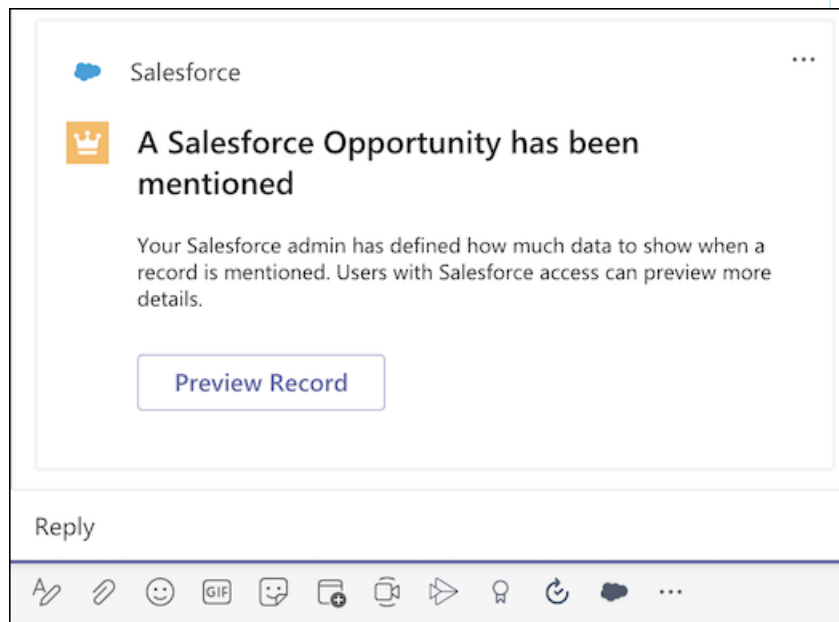 Salesforce
A Salesforce Opportunity has been
mentioned
Your Salesforce admin has defined how much data to show when a
record is mentioned. Users with Salesforce access can preview more
details.
Preview Record
Reply
GIF